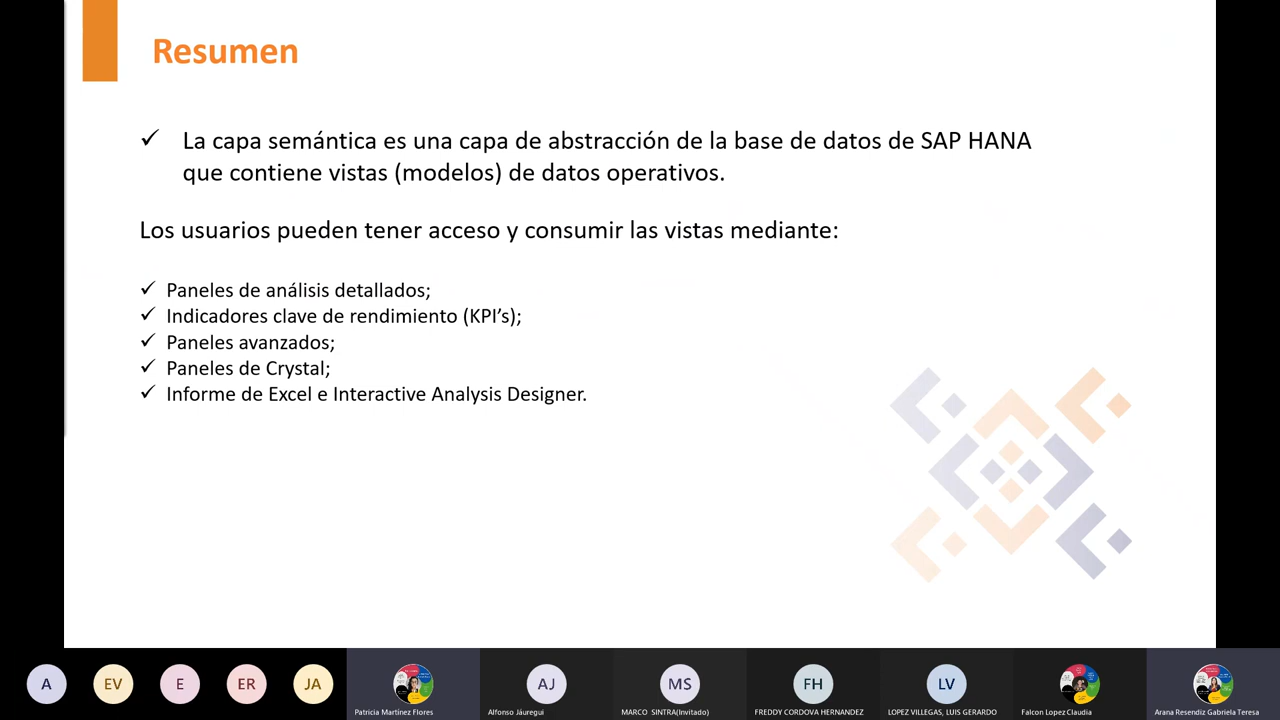 Resumen
✓ La capa semántica es una capa de abstracción de la base de datos de SAP HANA
que contiene vistas (modelos) de datos operativos.
Los usuarios pueden tener acceso y consumir las vistas mediante:
✓ Paneles de análisis detallados;
✓ Indicadores clave de rendimiento (KPI’s);
✓ Paneles avanzados;
✓ Paneles de Crystal;
✓ Informe de Excel e Interactive Analysis Designer.
A EV E ER JA AJ MS FH LV
Patricia Martínez Flores Alfonso Jáuregui MARCO SINTRA(Invitado) FREDDY CORDOVA HERNANDEZ LOPEZ VILLEGAS, LUIS GERARDO Falcon Lopez Claudia Arana Resendiz Gabriela Teresa